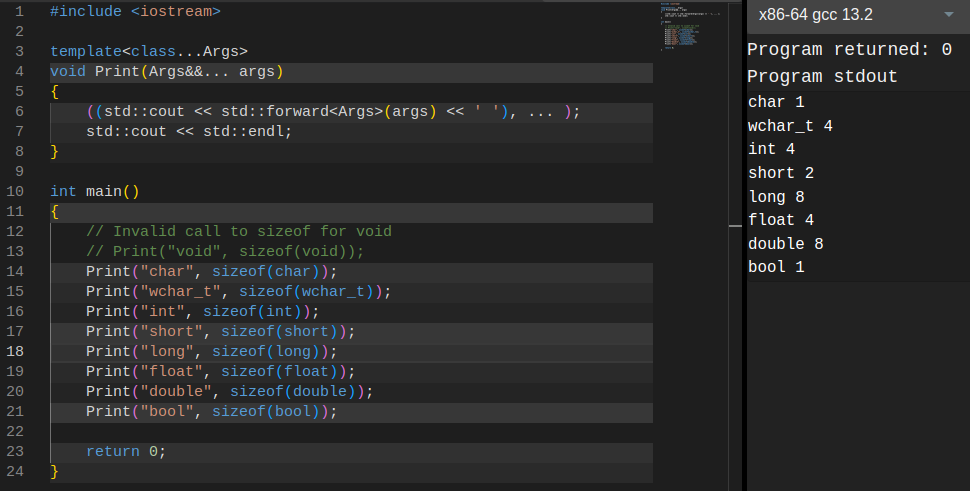 1 #include <iostream>
2
3 template<class...Args>
4 void Print(Args&&... args)
5 {
6 ((std::cout << std::forward<Args>(args) << ' '), ... );
7 std::cout << std::endl;
8 }
9
10 int main()
11 {
12 // Invalid call to sizeof for void
13 // Print("void", sizeof(void));
14 Print("char", sizeof(char));
15 Print("wchar_t", sizeof(wchar_t));
16 Print("int", sizeof(int));
17 Print("short", sizeof(short));
18 Print("long", sizeof(long));
19 Print("float", sizeof(float));
20 Print("double", sizeof(double));
21 Print("bool", sizeof(bool));
22
23 return 0;
24 }
x86-64 gcc 13.2
Program returned: 0
Program stdout
char 1
wchar_t 4
int 4
short 2
long 8
float 4
double 8
bool 1